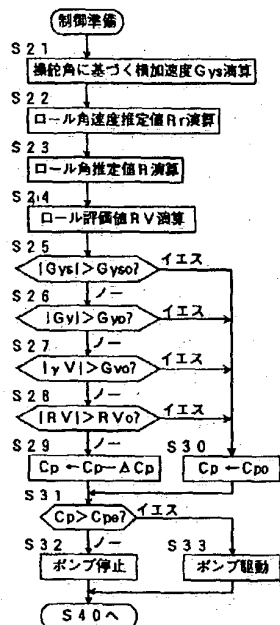 制御準備
S21
操舵角に基づく横加速度Gys演算
S22
ロール角速度推定値Rr演算
S23
ロール角推定値R演算
S24
ロール評価値RV演算
S25
|Gys|>Gyso? イエス
ノー
S26
|Gy|>Gyo? イエス
ノー
S27
|γV|>Gvo? イエス
ノー
S28
|RV|>RVo? イエス
ノー
S29 S30
Cp←Cp-ΔCp Cp←Cpo
S31
Cp>Cpe? イエス
S32 ノー S33
ポンプ停止 ポンプ駆動
S40へ